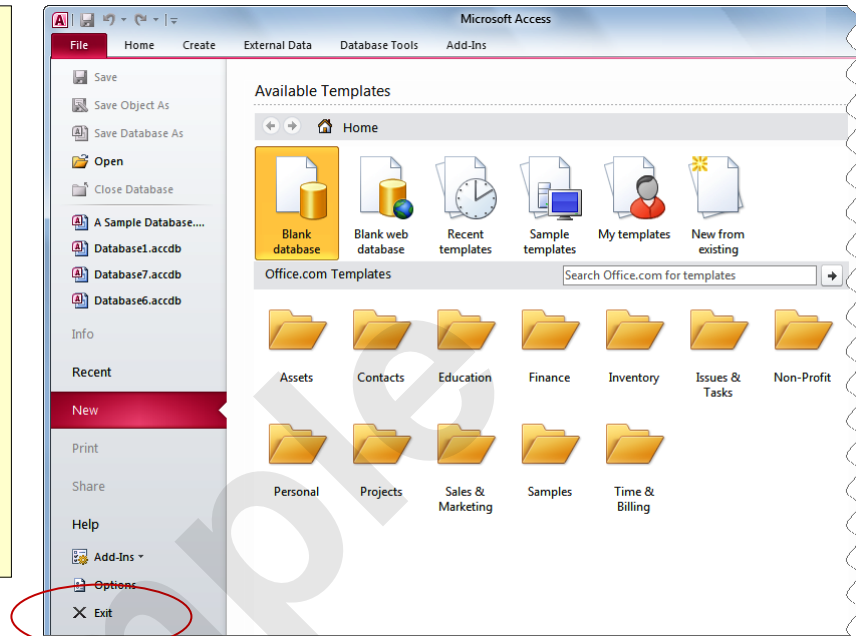 Microsoft Access
File Home Create External Data Database Tools Add-Ins
Save
Save Object As
Save Database As
Open
Close Database
A Sample Database....
Database1.accdb
Database7.accdb
Database6.accdb
Info
Recent
New
Print
Share
Help
Add-Ins
Options
Exit
Available Templates
Home
Blank database
Blank web database
Recent templates
Sample templates
My templates
New from existing
Office.com Templates
Search Office.com for templates
Assets
Contacts
Education
Finance
Inventory
Issues & Tasks
Non-Profit
Personal
Projects
Sales & Marketing
Samples
Time & Billing